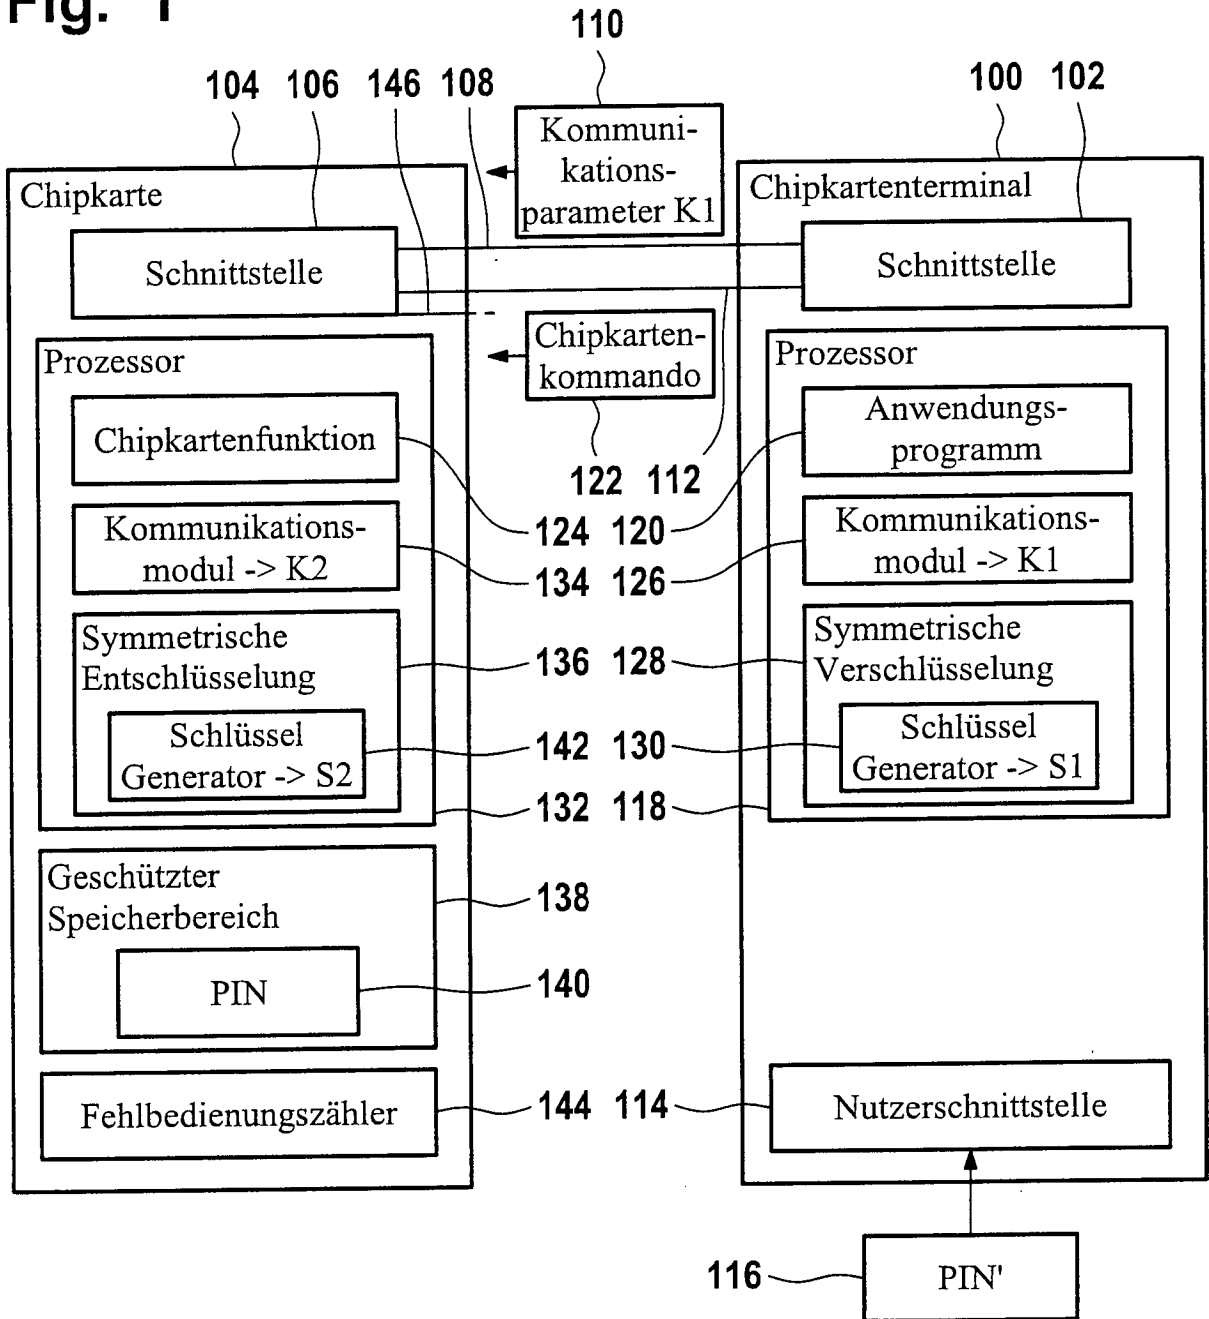 Fig. 1
110
104 106 146 108
100 102
Kommuni-
kations-
parameter K1
Chipkarte
Schnittstelle
Chipkartenterminal
Schnittstelle
Chipkarten-
kommando
122 112
Prozessor
Chipkartenfunktion
Kommunikations-
modul -> K2
Symmetrische
Entschlüsselung
Schlüssel
Generator -> S2
Prozessor
Anwendungs-
programm
Kommunikations-
modul -> K1
Symmetrische
Verschlüsselung
Schlüssel
Generator -> S1
124 120
134 126
136 128
142 130
132 118
Geschützter
Speicherbereich
138
PIN
140
Fehlbedienungszähler
144 114
Nutzerschnittstelle
116
PIN'